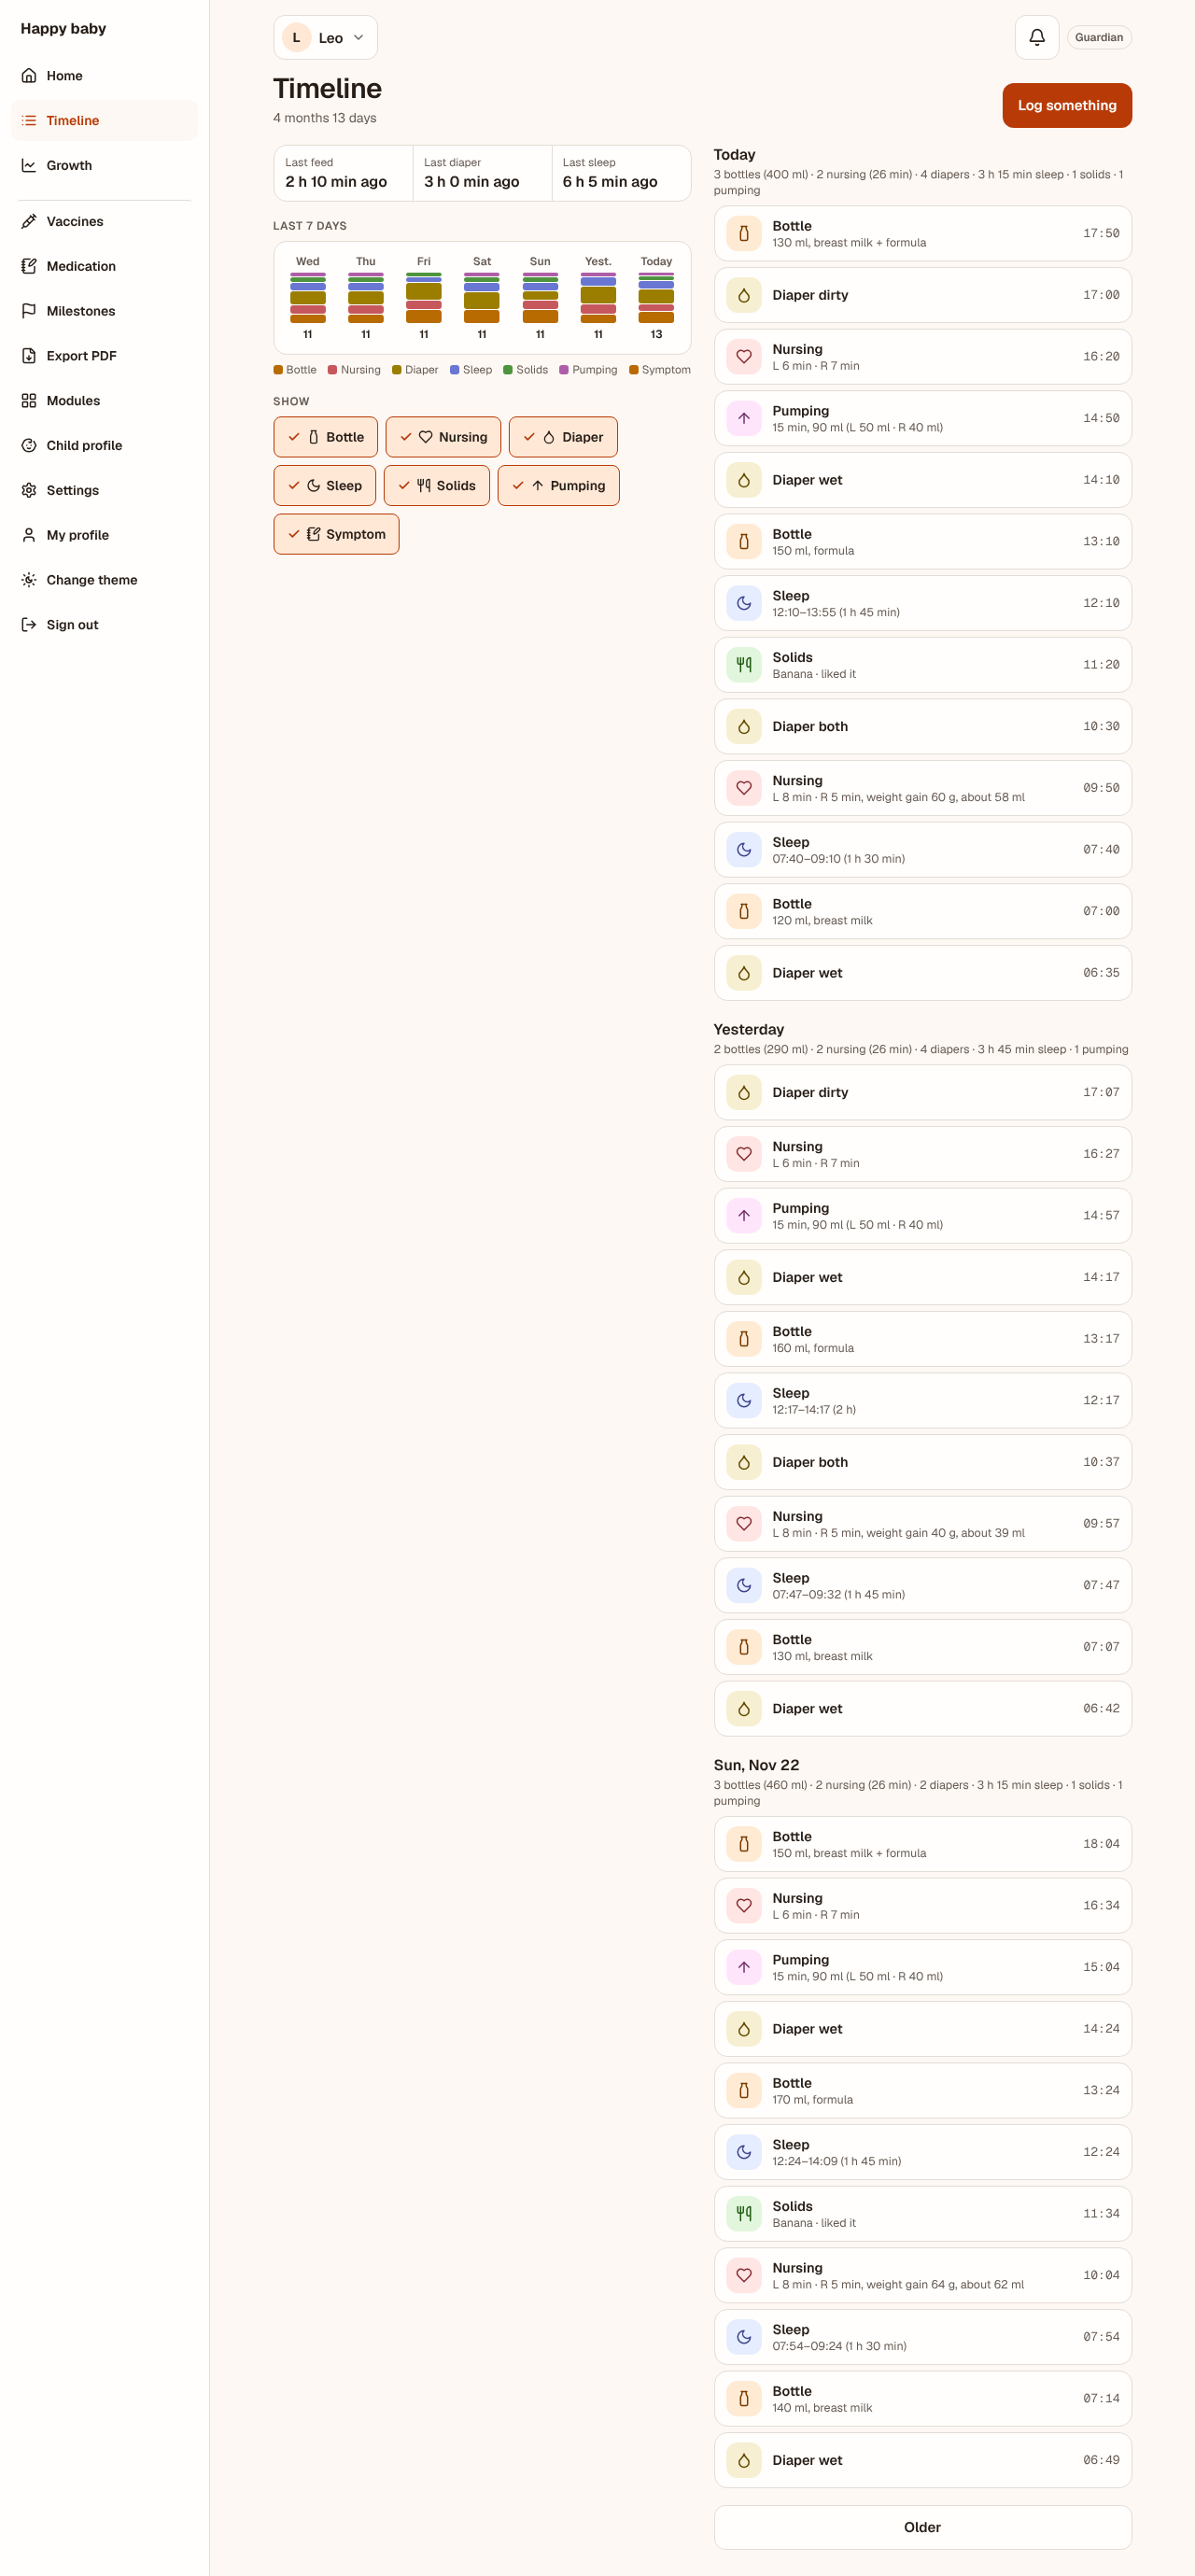 Happy baby
Home
Timeline
Growth
Vaccines
Medication
Milestones
Export PDF
Modules
Child profile
Settings
My profile
Change theme
Sign out
L Leo
Guardian
Timeline
4 months 13 days
Log something
Last feed Last diaper Last sleep
2 h 10 min ago 3 h 0 min ago 6 h 5 min ago
LAST 7 DAYS
Wed Thu Fri Sat Sun Yest. Today
11 11 11 11 11 11 13
Bottle Nursing Diaper Sleep Solids Pumping Symptom
SHOW
Bottle Nursing Diaper
Sleep Solids Pumping
Symptom
Today
3 bottles (400 ml) · 2 nursing (26 min) · 4 diapers · 3 h 15 min sleep · 1 solids · 1
pumping
Bottle
130 ml, breast milk + formula
17:50
Diaper dirty
17:00
Nursing
L 6 min · R 7 min
16:20
Pumping
15 min, 90 ml (L 50 ml · R 40 ml)
14:50
Diaper wet
14:10
Bottle
150 ml, formula
13:10
Sleep
12:10–13:55 (1 h 45 min)
12:10
Solids
Banana · liked it
11:20
Diaper both
10:30
Nursing
L 8 min · R 5 min, weight gain 60 g, about 58 ml
09:50
Sleep
07:40–09:10 (1 h 30 min)
07:40
Bottle
120 ml, breast milk
07:00
Diaper wet
06:35
Yesterday
2 bottles (290 ml) · 2 nursing (26 min) · 4 diapers · 3 h 45 min sleep · 1 pumping
Diaper dirty
17:07
Nursing
L 6 min · R 7 min
16:27
Pumping
15 min, 90 ml (L 50 ml · R 40 ml)
14:57
Diaper wet
14:17
Bottle
160 ml, formula
13:17
Sleep
12:17–14:17 (2 h)
12:17
Diaper both
10:37
Nursing
L 8 min · R 5 min, weight gain 40 g, about 39 ml
09:57
Sleep
07:47–09:32 (1 h 45 min)
07:47
Bottle
130 ml, breast milk
07:07
Diaper wet
06:42
Sun, Nov 22
3 bottles (460 ml) · 2 nursing (26 min) · 2 diapers · 3 h 15 min sleep · 1 solids · 1
pumping
Bottle
150 ml, breast milk + formula
18:04
Nursing
L 6 min · R 7 min
16:34
Pumping
15 min, 90 ml (L 50 ml · R 40 ml)
15:04
Diaper wet
14:24
Bottle
170 ml, formula
13:24
Sleep
12:24–14:09 (1 h 45 min)
12:24
Solids
Banana · liked it
11:34
Nursing
L 8 min · R 5 min, weight gain 64 g, about 62 ml
10:04
Sleep
07:54–09:24 (1 h 30 min)
07:54
Bottle
140 ml, breast milk
07:14
Diaper wet
06:49
Older